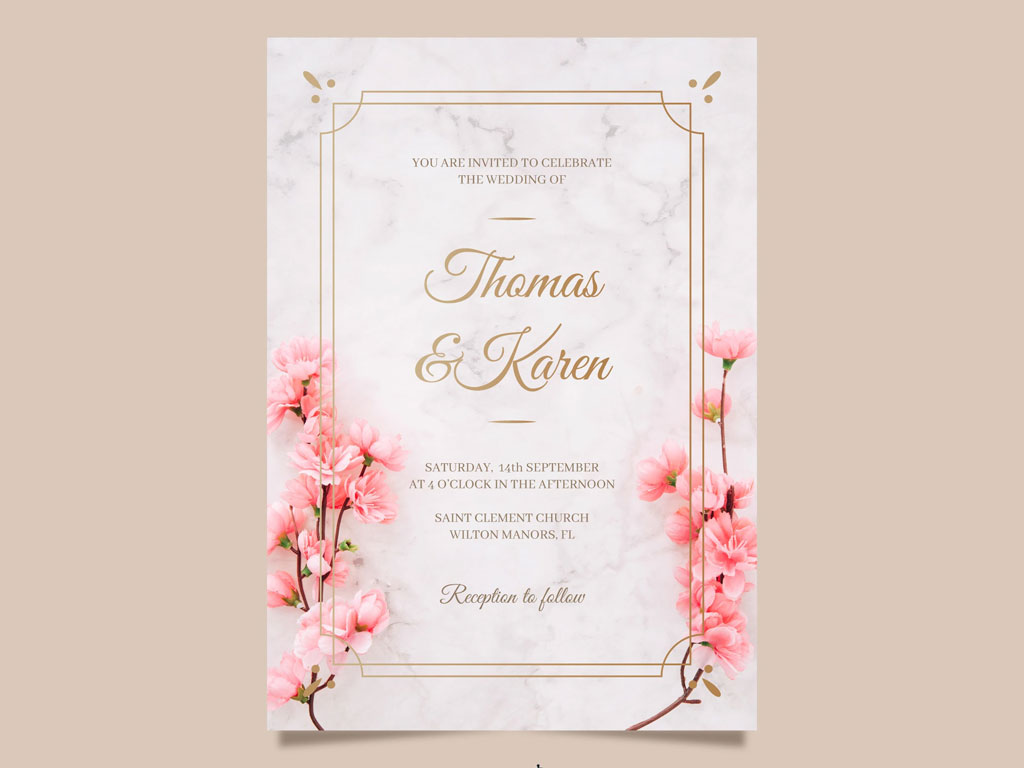 YOU ARE INVITED TO CELEBRATE
THE WEDDING OF
Thomas
& Karen
SATURDAY, 14th SEPTEMBER
AT 4 O'CLOCK IN THE AFTERNOON
SAINT CLEMENT CHURCH
WILTON MANORS, FL
Reception to follow